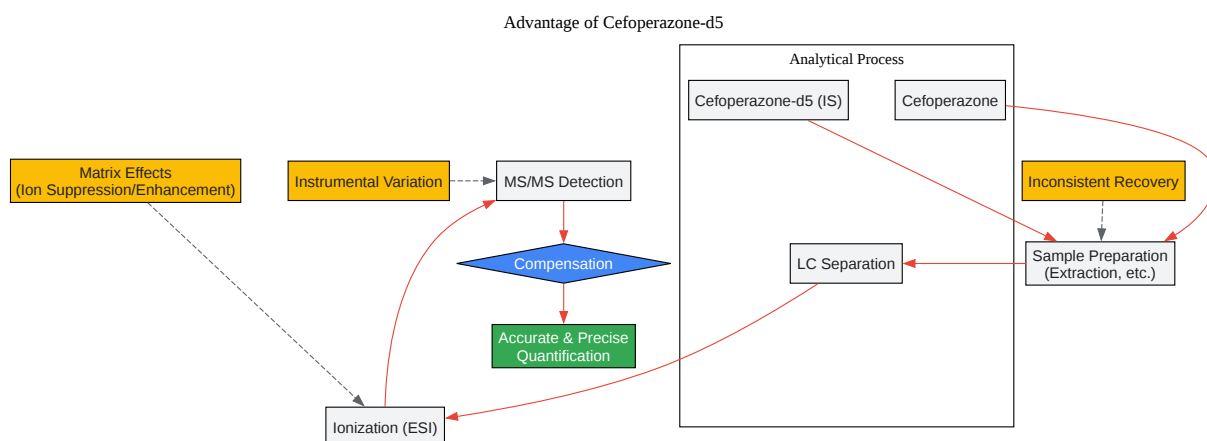 Advantage of Cefoperazone-d5
Analytical Process
Cefoperazone-d5 (IS)
Cefoperazone
Matrix Effects
(Ion Suppression/Enhancement)
Instrumental Variation
MS/MS Detection
Inconsistent Recovery
Compensation
LC Separation
Sample Preparation
(Extraction, etc.)
Accurate & Precise
Quantification
Ionization (ESI)